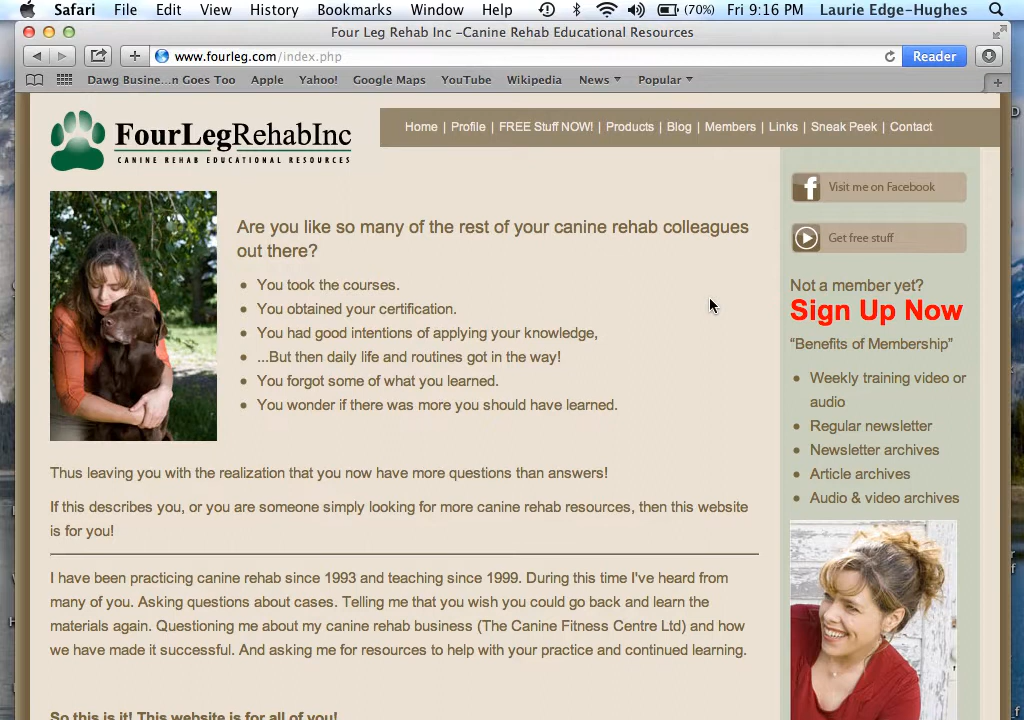 Safari File Edit View History Bookmarks Window Help (70%) Fri 9:16 PM Laurie Edge-Hughes
Four Leg Rehab Inc –Canine Rehab Educational Resources
www.fourleg.com/index.php Reader
Dawg Busine...n Goes Too Apple Yahoo! Google Maps YouTube Wikipedia News Popular
FourLegRehabInc
CANINE REHAB EDUCATIONAL RESOURCES
Home | Profile | FREE Stuff NOW! | Products | Blog | Members | Links | Sneak Peek | Contact
Are you like so many of the rest of your canine rehab colleagues
out there?
You took the courses.
You obtained your certification.
You had good intentions of applying your knowledge,
...But then daily life and routines got in the way!
You forgot some of what you learned.
You wonder if there was more you should have learned.
Thus leaving you with the realization that you now have more questions than answers!
If this describes you, or you are someone simply looking for more canine rehab resources, then this website
is for you!
I have been practicing canine rehab since 1993 and teaching since 1999. During this time I've heard from
many of you. Asking questions about cases. Telling me that you wish you could go back and learn the
materials again. Questioning me about my canine rehab business (The Canine Fitness Centre Ltd) and how
we have made it successful. And asking me for resources to help with your practice and continued learning.
So this is it! This website is for all of you!
Visit me on Facebook
Get free stuff
Not a member yet?
Sign Up Now
“Benefits of Membership”
Weekly training video or
audio
Regular newsletter
Newsletter archives
Article archives
Audio & video archives